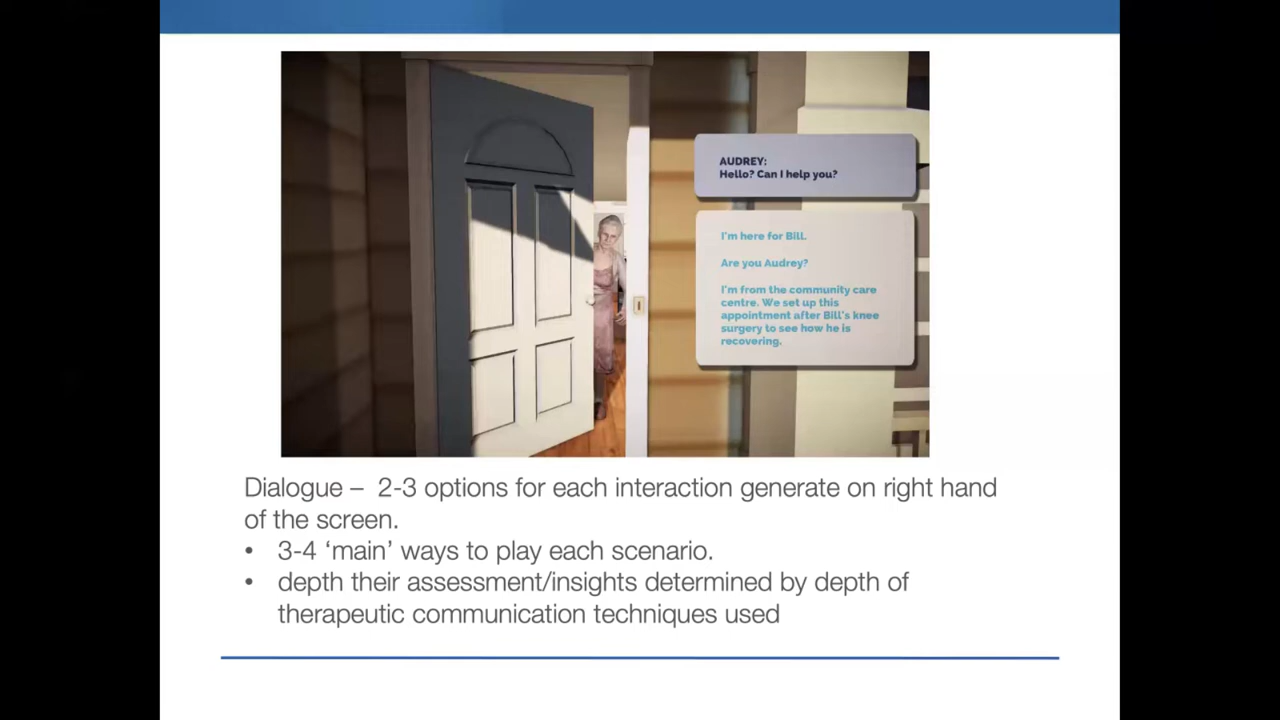 AUDREY:
Hello? Can I help you?
I'm here for Bill.
Are you Audrey?
I'm from the community care
centre. We set up this
appointment after Bill's knee
surgery to see how he is
recovering.
Dialogue – 2-3 options for each interaction generate on right hand
of the screen.
• 3-4 ‘main’ ways to play each scenario.
• depth their assessment/insights determined by depth of
therapeutic communication techniques used